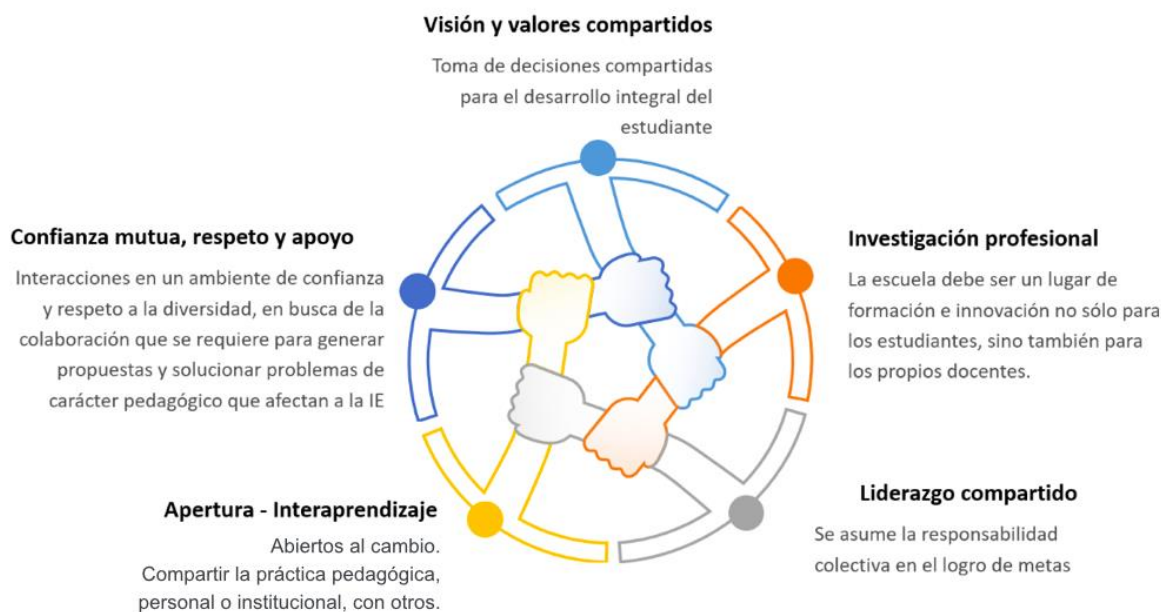 Visión y valores compartidos
Toma de decisiones compartidas
para el desarrollo integral del
estudiante
Confianza mutua, respeto y apoyo
Interacciones en un ambiente de confianza
y respeto a la diversidad, en busca de la
colaboración que se requiere para generar
propuestas y solucionar problemas de
carácter pedagógico que afectan a la IE
Investigación profesional
La escuela debe ser un lugar de
formación e innovación no sólo para
los estudiantes, sino también para
los propios docentes.
Apertura - Interaprendizaje
Abiertos al cambio.
Compartir la práctica pedagógica,
personal o institucional, con otros.
Liderazgo compartido
Se asume la responsabilidad
colectiva en el logro de metas